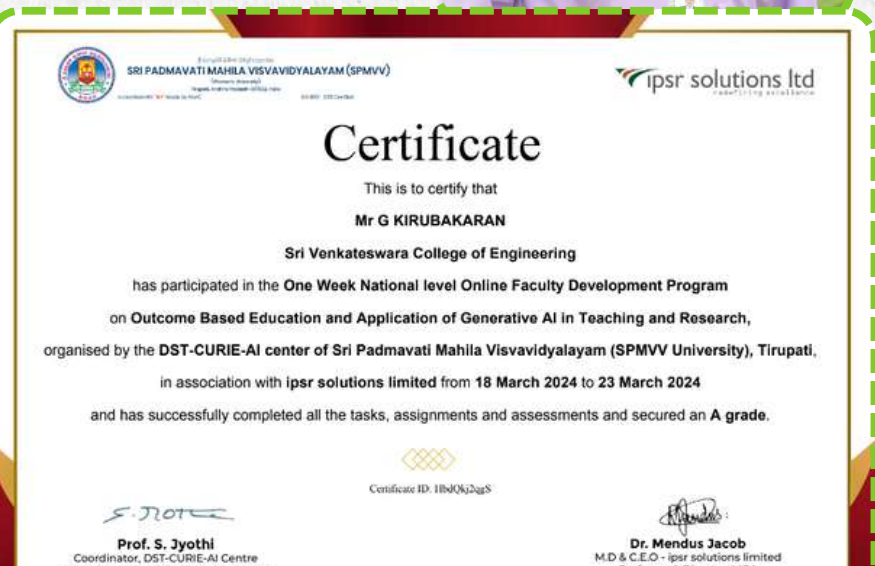 SRI PADMAVATI MAHILA VISVAVIDYALAYAM (SPMVV)
(Women's University)
ipsr solutions ltd
redefining excellence
Certificate
This is to certify that
Mr G KIRUBAKARAN
Sri Venkateswara College of Engineering
has participated in the One Week National level Online Faculty Development Program
on Outcome Based Education and Application of Generative AI in Teaching and Research,
organised by the DST-CURIE-AI center of Sri Padmavati Mahila Visvavidyalayam (SPMVV University), Tirupati,
in association with ipsr solutions limited from 18 March 2024 to 23 March 2024
and has successfully completed all the tasks, assignments and assessments and secured an A grade.
Certificate ID:
Prof. S. Jyothi
Coordinator, DST-CURIE-AI Centre
Dr. Mendus Jacob
M.D & C.E.O - ipsr solutions limited